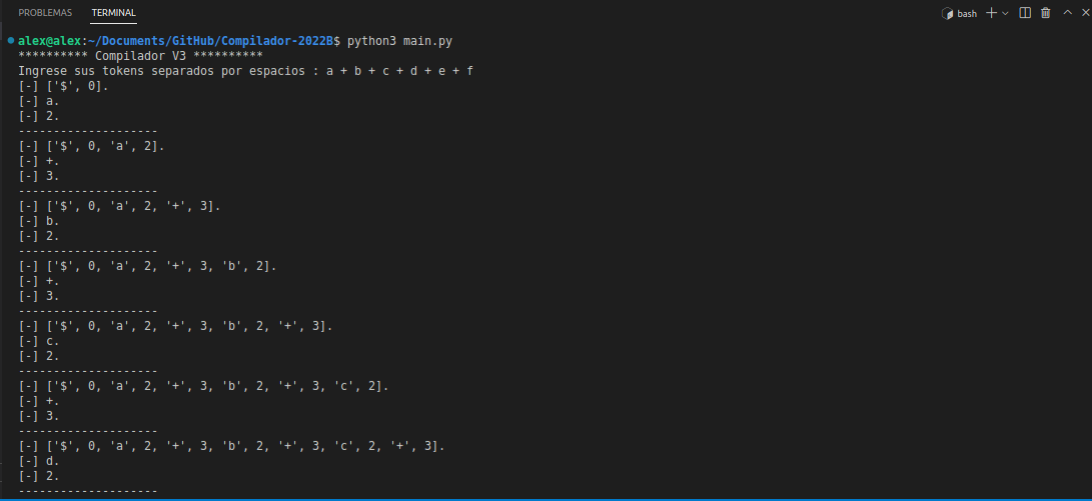 PROBLEMAS TERMINAL bash
alex@alex:~/Documents/GitHub/Compilador-2022B$ python3 main.py
********** Compilador V3 **********
Ingrese sus tokens separados por espacios : a + b + c + d + e + f
[-] ['$', 0].
[-] a.
[-] 2.
--------------------
[-] ['$', 0, 'a', 2].
[-] +.
[-] 3.
--------------------
[-] ['$', 0, 'a', 2, '+', 3].
[-] b.
[-] 2.
--------------------
[-] ['$', 0, 'a', 2, '+', 3, 'b', 2].
[-] +.
[-] 3.
--------------------
[-] ['$', 0, 'a', 2, '+', 3, 'b', 2, '+', 3].
[-] c.
[-] 2.
--------------------
[-] ['$', 0, 'a', 2, '+', 3, 'b', 2, '+', 3, 'c', 2].
[-] +.
[-] 3.
--------------------
[-] ['$', 0, 'a', 2, '+', 3, 'b', 2, '+', 3, 'c', 2, '+', 3].
[-] d.
[-] 2.
--------------------